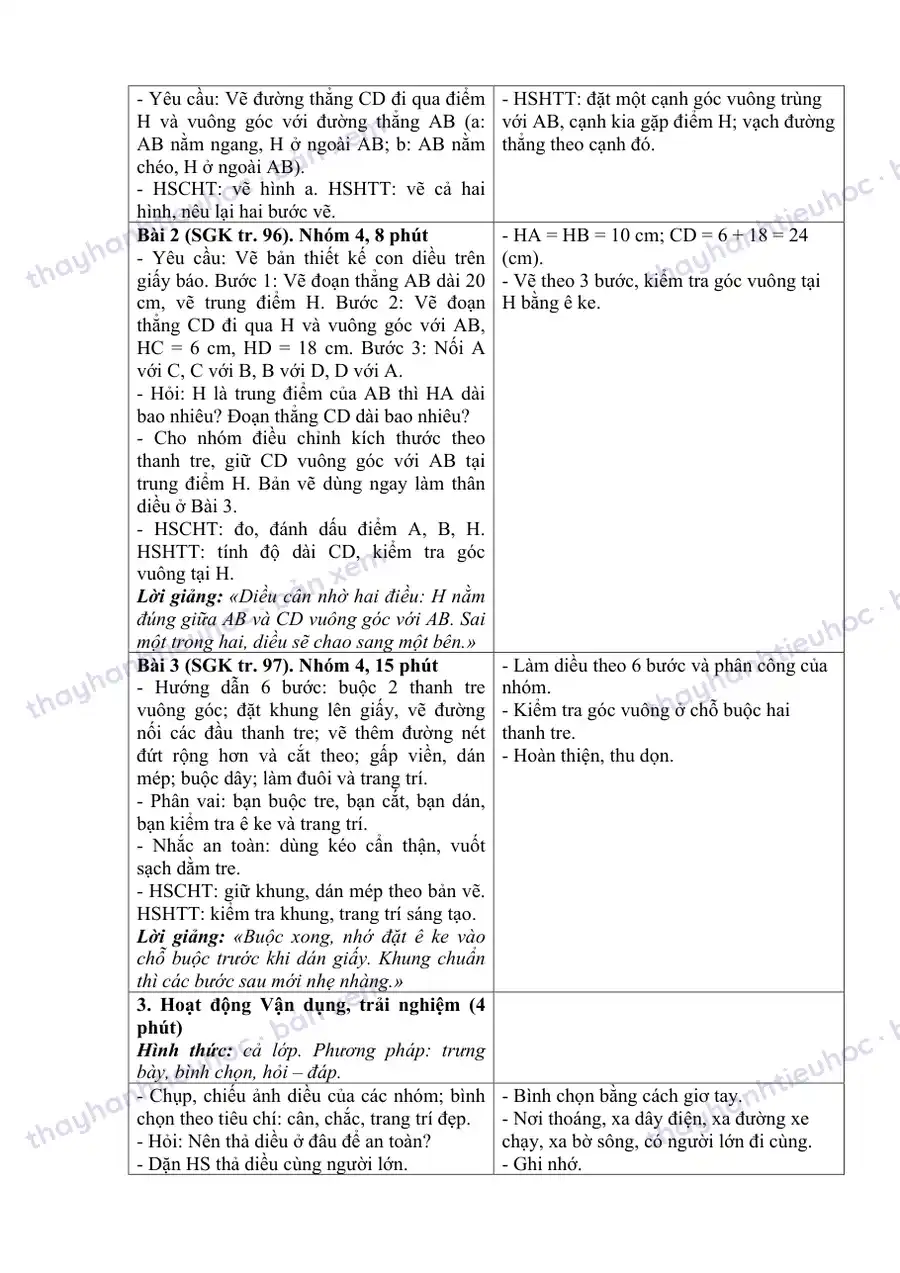 - Yêu cầu: Vẽ đường thẳng CD đi qua điểm
H và vuông góc với đường thẳng AB (a:
AB nằm ngang, H ở ngoài AB; b: AB nằm
chéo, H ở ngoài AB).
- HSCHT: vẽ hình a. HSHTT: vẽ cả hai
hình, nêu lại hai bước vẽ.
- HSHTT: đặt một cạnh góc vuông trùng
với AB, cạnh kia gặp điểm H; vạch đường
thẳng theo cạnh đó.
Bài 2 (SGK tr. 96). Nhóm 4, 8 phút
- Yêu cầu: Vẽ bản thiết kế con diều trên
giấy báo. Bước 1: Vẽ đoạn thẳng AB dài 20
cm, vẽ trung điểm H. Bước 2: Vẽ đoạn
thẳng CD đi qua H và vuông góc với AB,
HC = 6 cm, HD = 18 cm. Bước 3: Nối A
với C, C với B, B với D, D với A.
- Hỏi: H là trung điểm của AB thì HA dài
bao nhiêu? Đoạn thẳng CD dài bao nhiêu?
- Cho nhóm điều chỉnh kích thước theo
thanh tre, giữ CD vuông góc với AB tại
trung điểm H. Bản vẽ dùng ngay làm thân
diều ở Bài 3.
- HSCHT: đo, đánh dấu điểm A, B, H.
HSHTT: tính độ dài CD, kiểm tra góc
vuông tại H.
Lời giảng: «Diều cân nhờ hai điều: H nằm
đúng giữa AB và CD vuông góc với AB. Sai
một trong hai, diều sẽ chao sang một bên.»
- HA = HB = 10 cm; CD = 6 + 18 = 24
(cm).
- Vẽ theo 3 bước, kiểm tra góc vuông tại
H bằng ê ke.
Bài 3 (SGK tr. 97). Nhóm 4, 15 phút
- Hướng dẫn 6 bước: buộc 2 thanh tre
vuông góc; đặt khung lên giấy, vẽ đường
nối các đầu thanh tre; vẽ thêm đường nét
đứt rộng hơn và cắt theo; gấp viền, dán
mép; buộc dây; làm đuôi và trang trí.
- Phân vai: bạn buộc tre, bạn cắt, bạn dán,
bạn kiểm tra ê ke và trang trí.
- Nhắc an toàn: dùng kéo cẩn thận, vuốt
sạch dằm tre.
- HSCHT: giữ khung, dán mép theo bản vẽ.
HSHTT: kiểm tra khung, trang trí sáng tạo.
Lời giảng: «Buộc xong, nhớ đặt ê ke vào
chỗ buộc trước khi dán giấy. Khung chuẩn
thì các bước sau mới nhẹ nhàng.»
- Làm diều theo 6 bước và phân công của
nhóm.
- Kiểm tra góc vuông ở chỗ buộc hai
thanh tre.
- Hoàn thiện, thu dọn.
3. Hoạt động Vận dụng, trải nghiệm (4
phút)
Hình thức: cả lớp. Phương pháp: trưng
bày, bình chọn, hỏi – đáp.
- Chụp, chiếu ảnh diều của các nhóm; bình
chọn theo tiêu chí: cân, chắc, trang trí đẹp.
- Hỏi: Nên thả diều ở đâu để an toàn?
- Dặn HS thả diều cùng người lớn.
- Bình chọn bằng cách giơ tay.
- Nơi thoáng, xa dây điện, xa đường xe
chạy, xa bờ sông, có người lớn đi cùng.
- Ghi nhớ.
thayhanhtieuhoc · bản xem
thayhanhtieuhoc · b
thayhanhtieuhoc · bản xem
thayhanhtieuhoc · b
thayhanhtieuhoc · bản xem
thayhanhtieuhoc · b